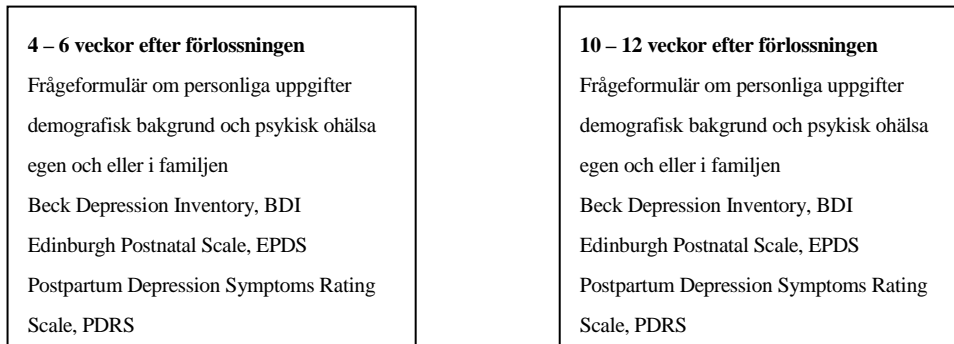 4 – 6 veckor efter förlossningen
Frågeformulär om personliga uppgifter
demografisk bakgrund och psykisk ohälsa
egen och eller i familjen
Beck Depression Inventory, BDI
Edinburgh Postnatal Scale, EPDS
Postpartum Depression Symptoms Rating
Scale, PDRS
10 – 12 veckor efter förlossningen
Frågeformulär om personliga uppgifter
demografisk bakgrund och psykisk ohälsa
egen och eller i familjen
Beck Depression Inventory, BDI
Edinburgh Postnatal Scale, EPDS
Postpartum Depression Symptoms Rating
Scale, PDRS